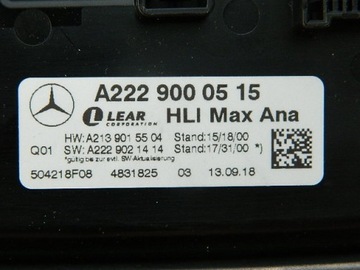 A222 900 05 15
LEAR HLI Max Ana
CORPORATION
HW: A213 901 55 04 Stand: 15/18/00
Q01 SW: A222 902 14 14 Stand: 17/31/00 *)
*)gültig bis zur evtl. SW-Aktualisierung
504218F08 4831825 03 13.09.18